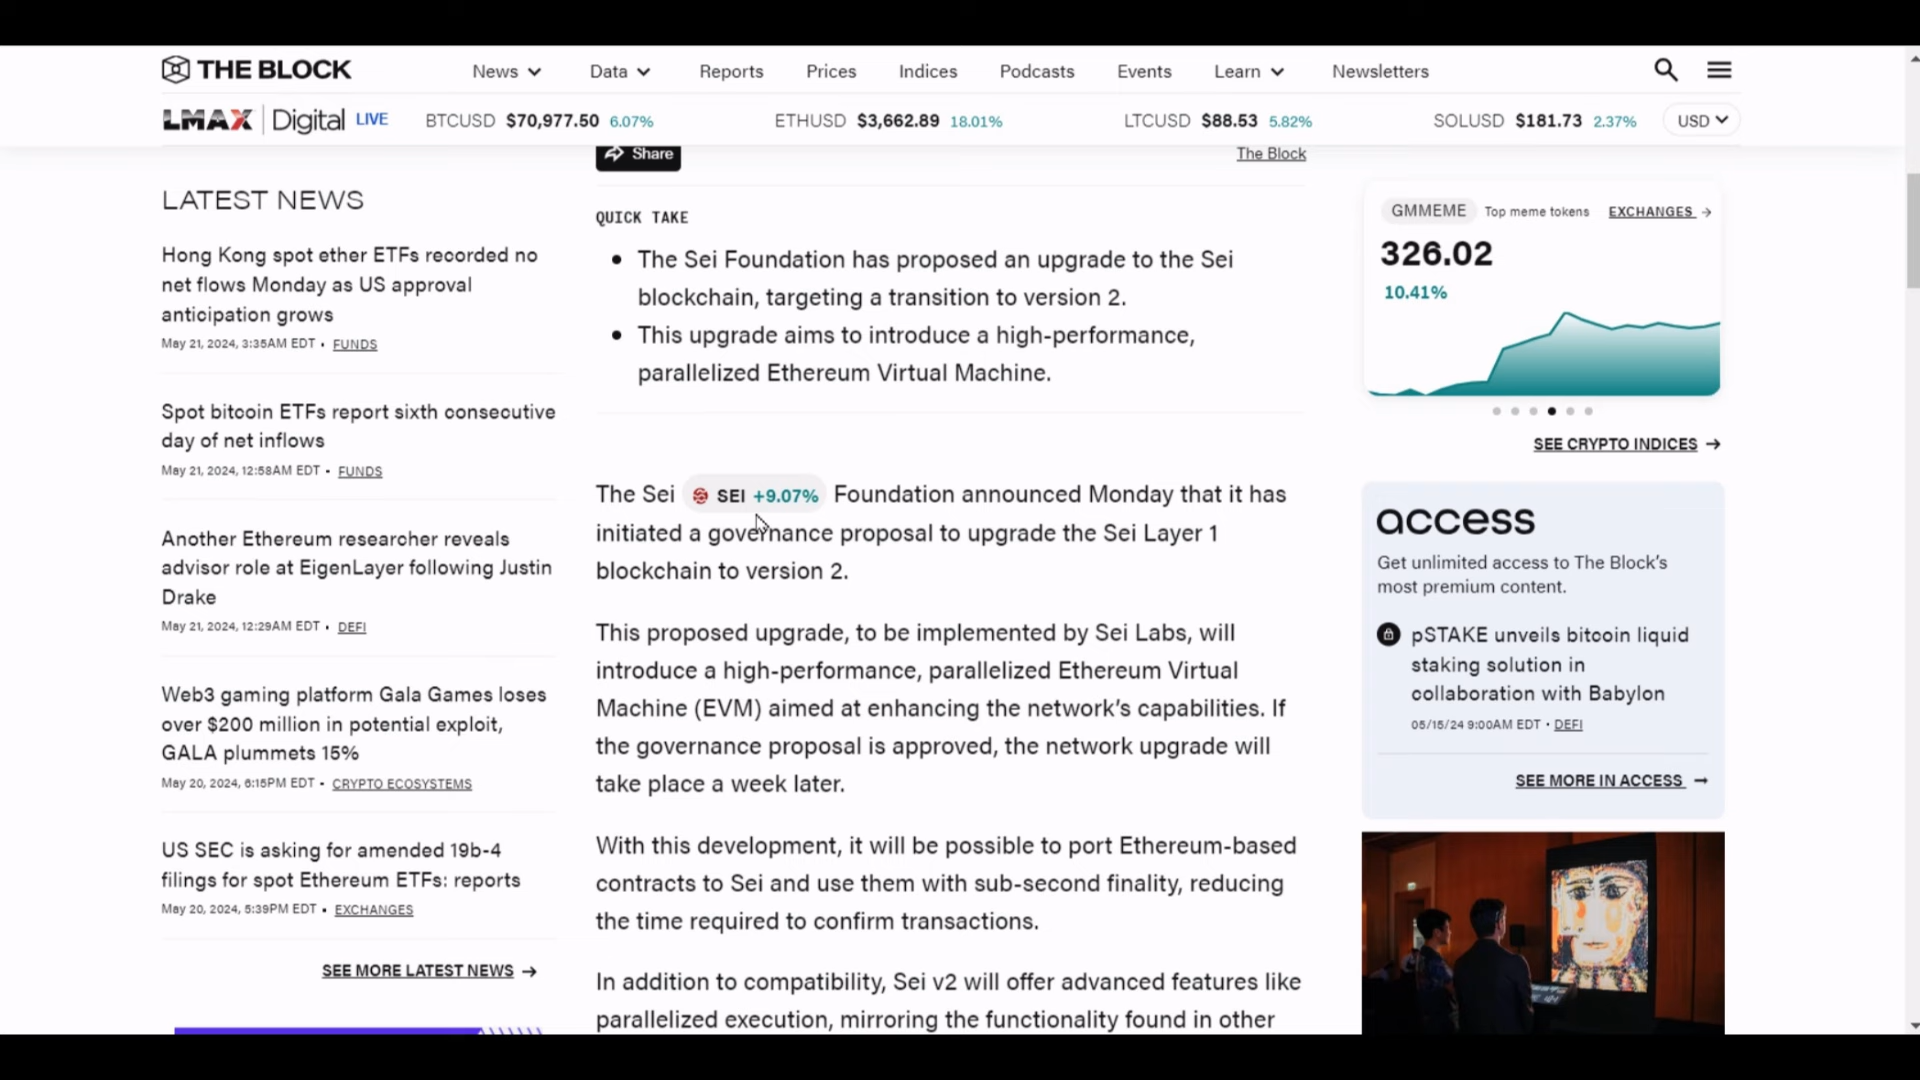 THE BLOCK
News
Data
Reports
Prices
Indices
Podcasts
Events
Learn
Newsletters
LMAX Digital LIVE
BTCUSD $70,977.50 6.07%
ETHUSD $3,662.89 18.01%
LTCUSD $88.53 5.82%
SOLUSD $181.73 2.37%
USD
LATEST NEWS
Hong Kong spot ether ETFs recorded no
net flows Monday as US approval
anticipation grows
May 21, 2024, 3:35AM EDT • FUNDS
Spot bitcoin ETFs report sixth consecutive
day of net inflows
May 21, 2024, 12:58AM EDT • FUNDS
Another Ethereum researcher reveals
advisor role at EigenLayer following Justin
Drake
May 21, 2024, 12:29AM EDT • DEFI
Web3 gaming platform Gala Games loses
over $200 million in potential exploit,
GALA plummets 15%
May 20, 2024, 6:15PM EDT • CRYPTO ECOSYSTEMS
US SEC is asking for amended 19b-4
filings for spot Ethereum ETFs: reports
May 20, 2024, 5:39PM EDT • EXCHANGES
SEE MORE LATEST NEWS →
Share
The Block
QUICK TAKE
• The Sei Foundation has proposed an upgrade to the Sei
blockchain, targeting a transition to version 2.
• This upgrade aims to introduce a high-performance,
parallelized Ethereum Virtual Machine.
The Sei SEI +9.07% Foundation announced Monday that it has
initiated a governance proposal to upgrade the Sei Layer 1
blockchain to version 2.
This proposed upgrade, to be implemented by Sei Labs, will
introduce a high-performance, parallelized Ethereum Virtual
Machine (EVM) aimed at enhancing the network's capabilities. If
the governance proposal is approved, the network upgrade will
take place a week later.
With this development, it will be possible to port Ethereum-based
contracts to Sei and use them with sub-second finality, reducing
the time required to confirm transactions.
In addition to compatibility, Sei v2 will offer advanced features like
parallelized execution, mirroring the functionality found in other
GMMEME Top meme tokens EXCHANGES →
326.02
10.41%
SEE CRYPTO INDICES →
access
Get unlimited access to The Block's
most premium content.
pSTAKE unveils bitcoin liquid
staking solution in
collaboration with Babylon
05/15/24 9:00AM EDT • DEFI
SEE MORE IN ACCESS →